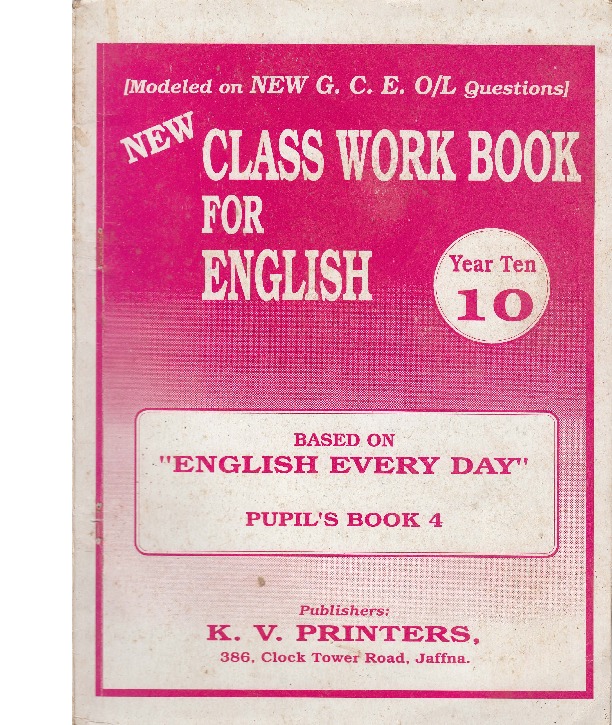 [Modeled on NEW G. C. E. O/L Questions]
NEW CLASS WORK BOOK
FOR
ENGLISH
Year Ten
10
BASED ON
"ENGLISH EVERY DAY"
PUPIL'S BOOK 4
Publishers:
K. V. PRINTERS,
386, Clock Tower Road, Jaffna.